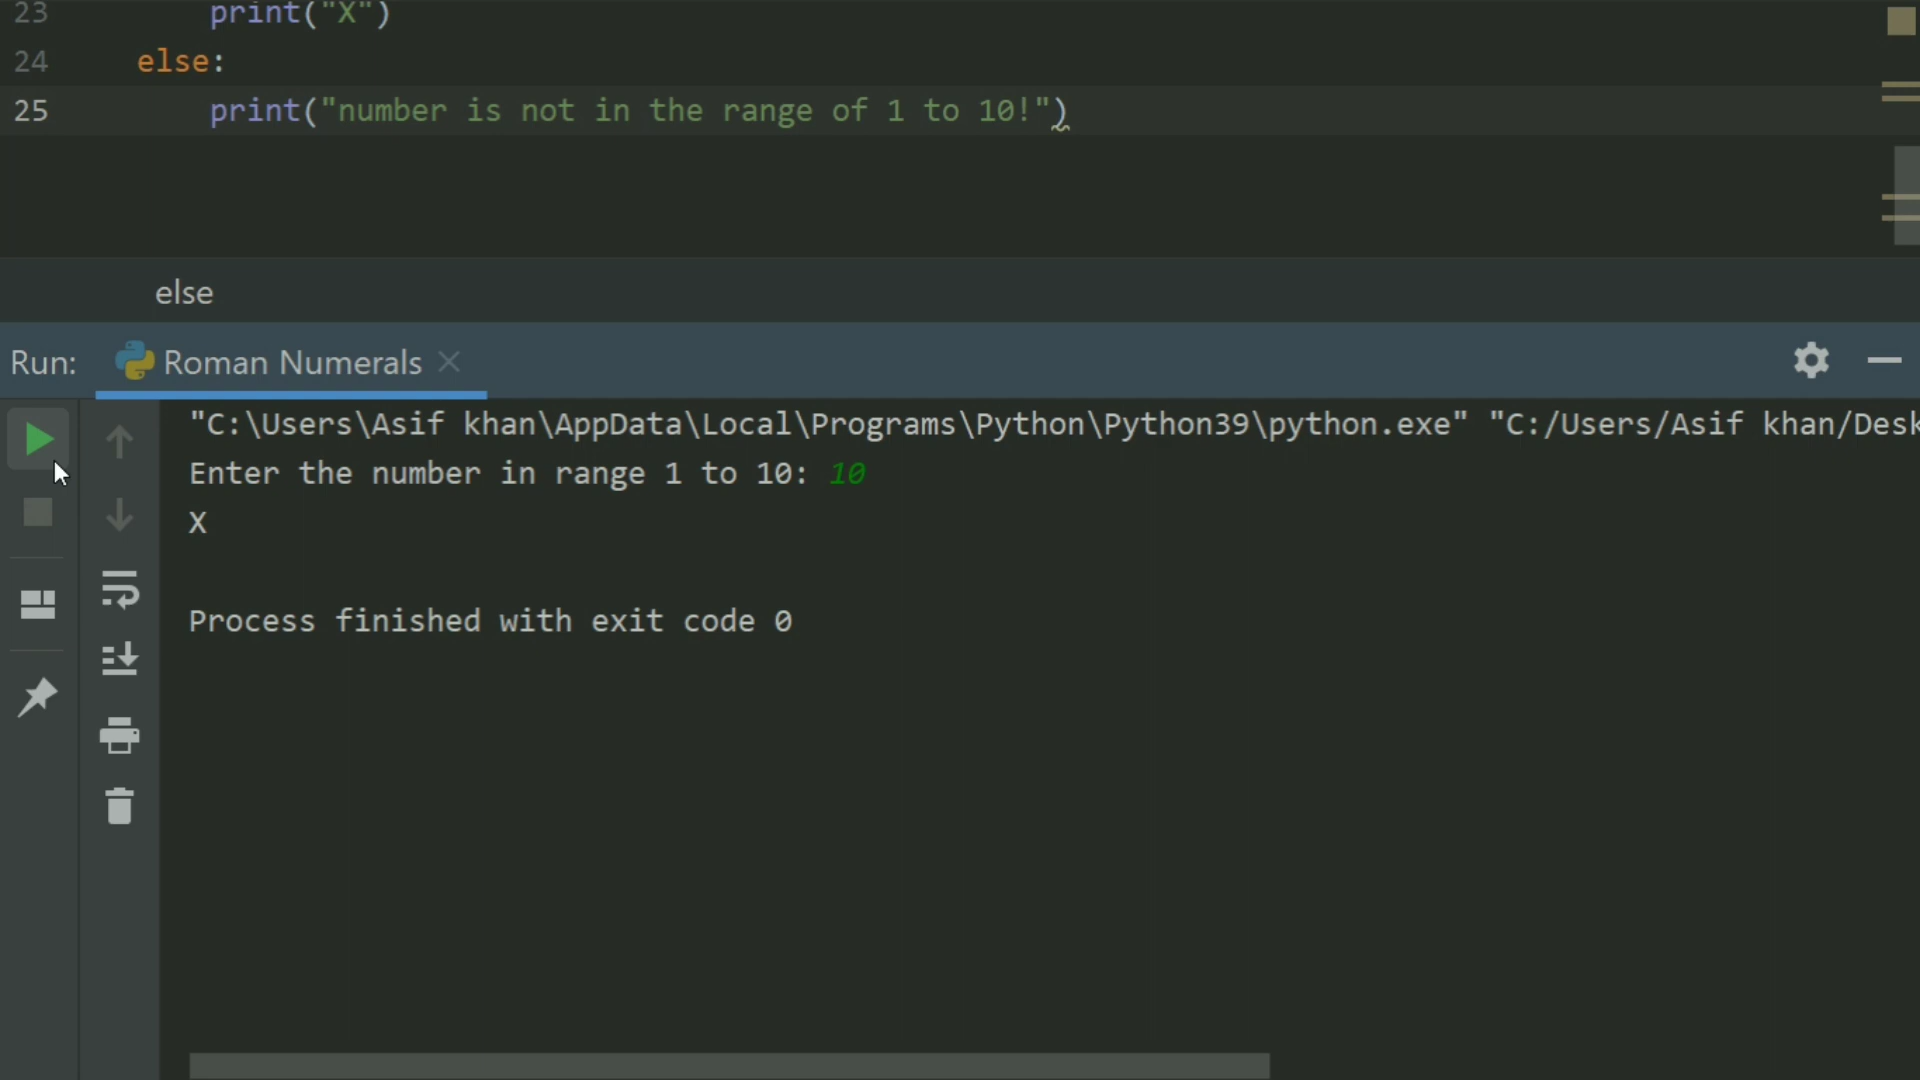 23 print("X")
24 else:
25 print("number is not in the range of 1 to 10!")
else
Run: Roman Numerals
"C:\Users\Asif khan\AppData\Local\Programs\Python\Python39\python.exe" "C:/Users/Asif khan/Desk
Enter the number in range 1 to 10: 10
X
Process finished with exit code 0